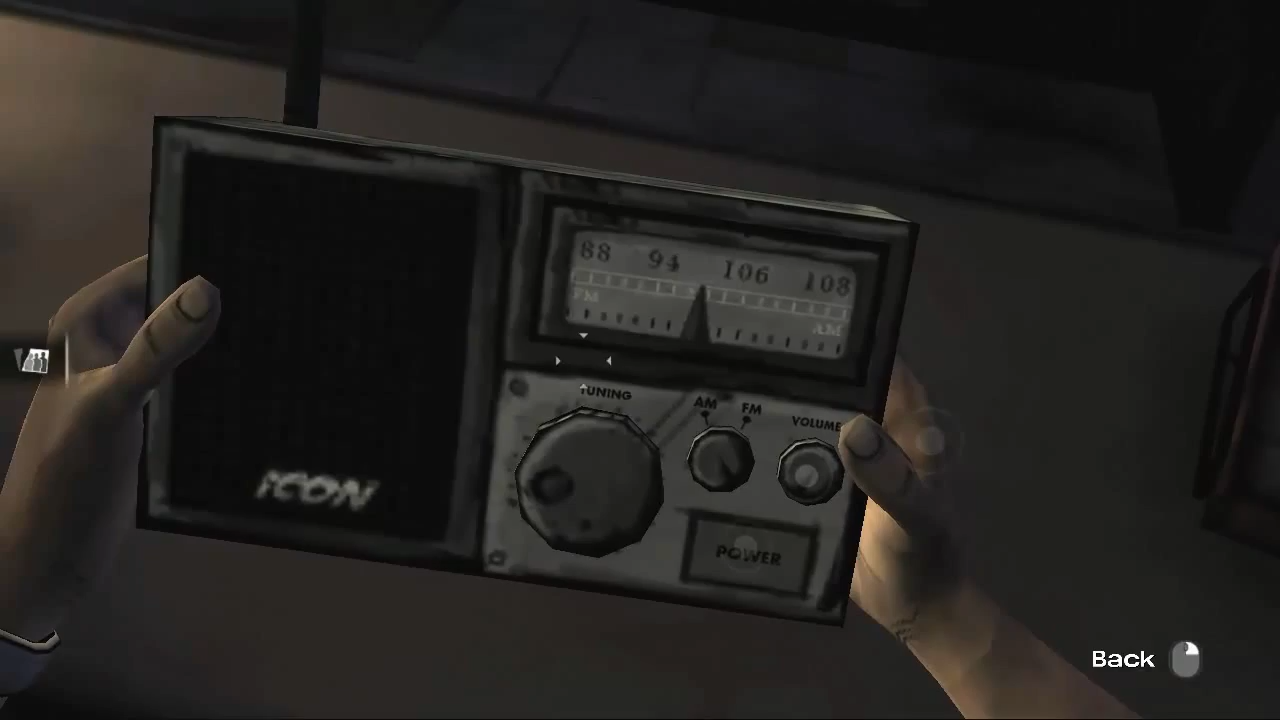 88 94 106 108
FM
AM
TUNING
AM FM
VOLUME
ICON
POWER
Back